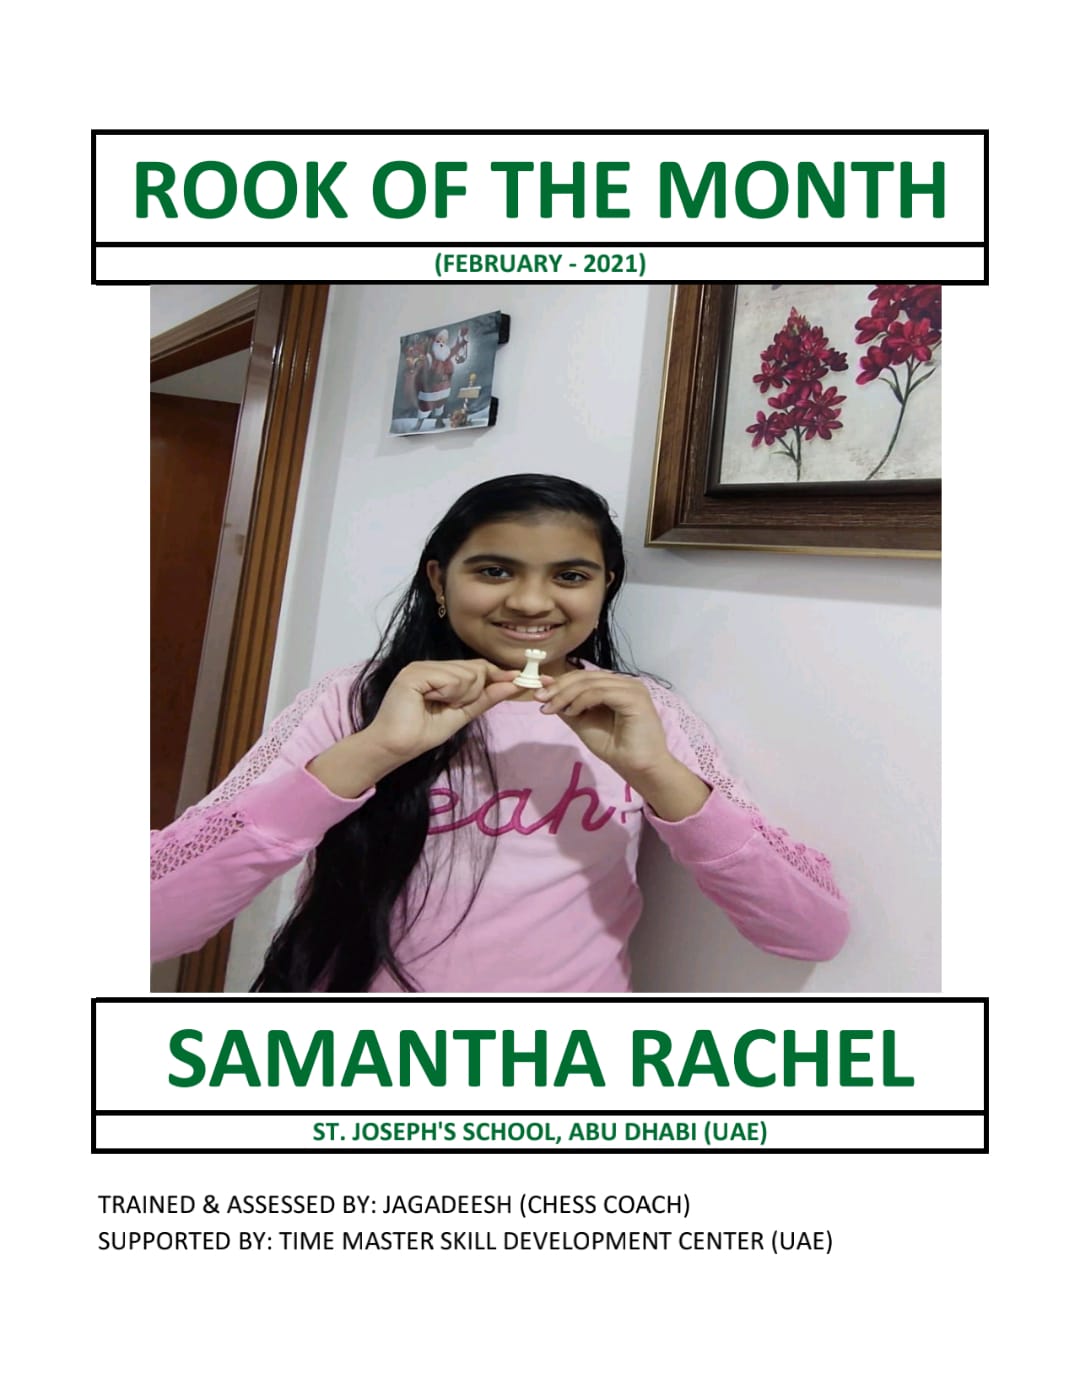 ROOK OF THE MONTH
(FEBRUARY - 2021)
eah!
SAMANTHA RACHEL
ST. JOSEPH'S SCHOOL, ABU DHABI (UAE)
TRAINED & ASSESSED BY: JAGADEESH (CHESS COACH)
SUPPORTED BY: TIME MASTER SKILL DEVELOPMENT CENTER (UAE)